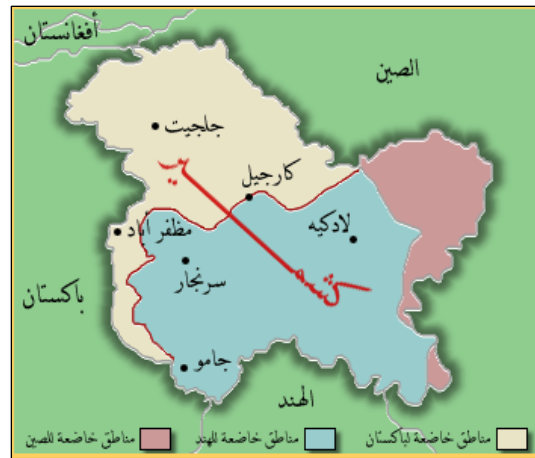 أفغانستان
الصين
جلجيت
كارجيل
كشمير
لادكيه
مظفر أباد
سرنجار
باكستان
جامو
الهند
مناطق خاضعة لباكستان
مناطق خاضعة للهند
مناطق خاضعة للصين